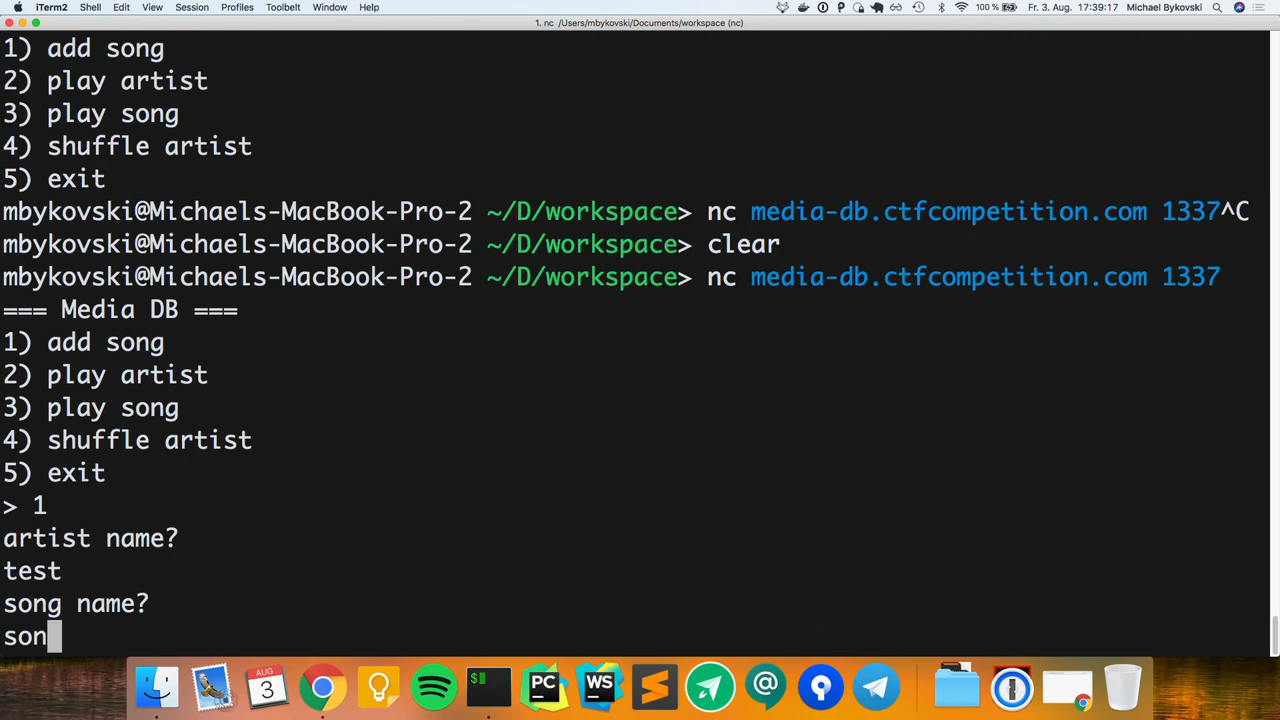 iTerm2 Shell Edit View Session Profiles Toolbelt Window Help 100 % Fr. 3. Aug. 17:39:17 Michael Bykovski
1. nc /Users/mbykovski/Documents/workspace (nc)
1) add song
2) play artist
3) play song
4) shuffle artist
5) exit
mbykovski@Michaels-MacBook-Pro-2 ~/D/workspace> nc media-db.ctfcompetition.com 1337^C
mbykovski@Michaels-MacBook-Pro-2 ~/D/workspace> clear
mbykovski@Michaels-MacBook-Pro-2 ~/D/workspace> nc media-db.ctfcompetition.com 1337
=== Media DB ===
1) add song
2) play artist
3) play song
4) shuffle artist
5) exit
> 1
artist name?
test
song name?
son
AUG
3
$
PC
WS
@